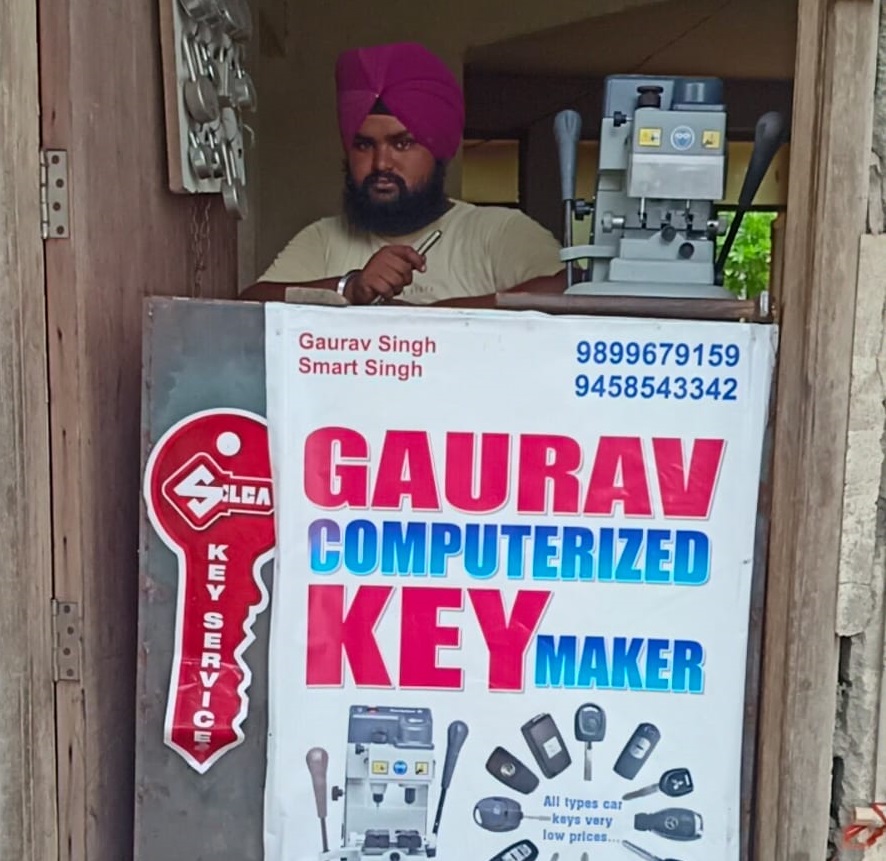 Gaurav Singh
Smart Singh
9899679159
9458543342
GAURAV
COMPUTERIZED
KEY MAKER
SILCA
KEY SERVICE
All types car
keys very
low prices...